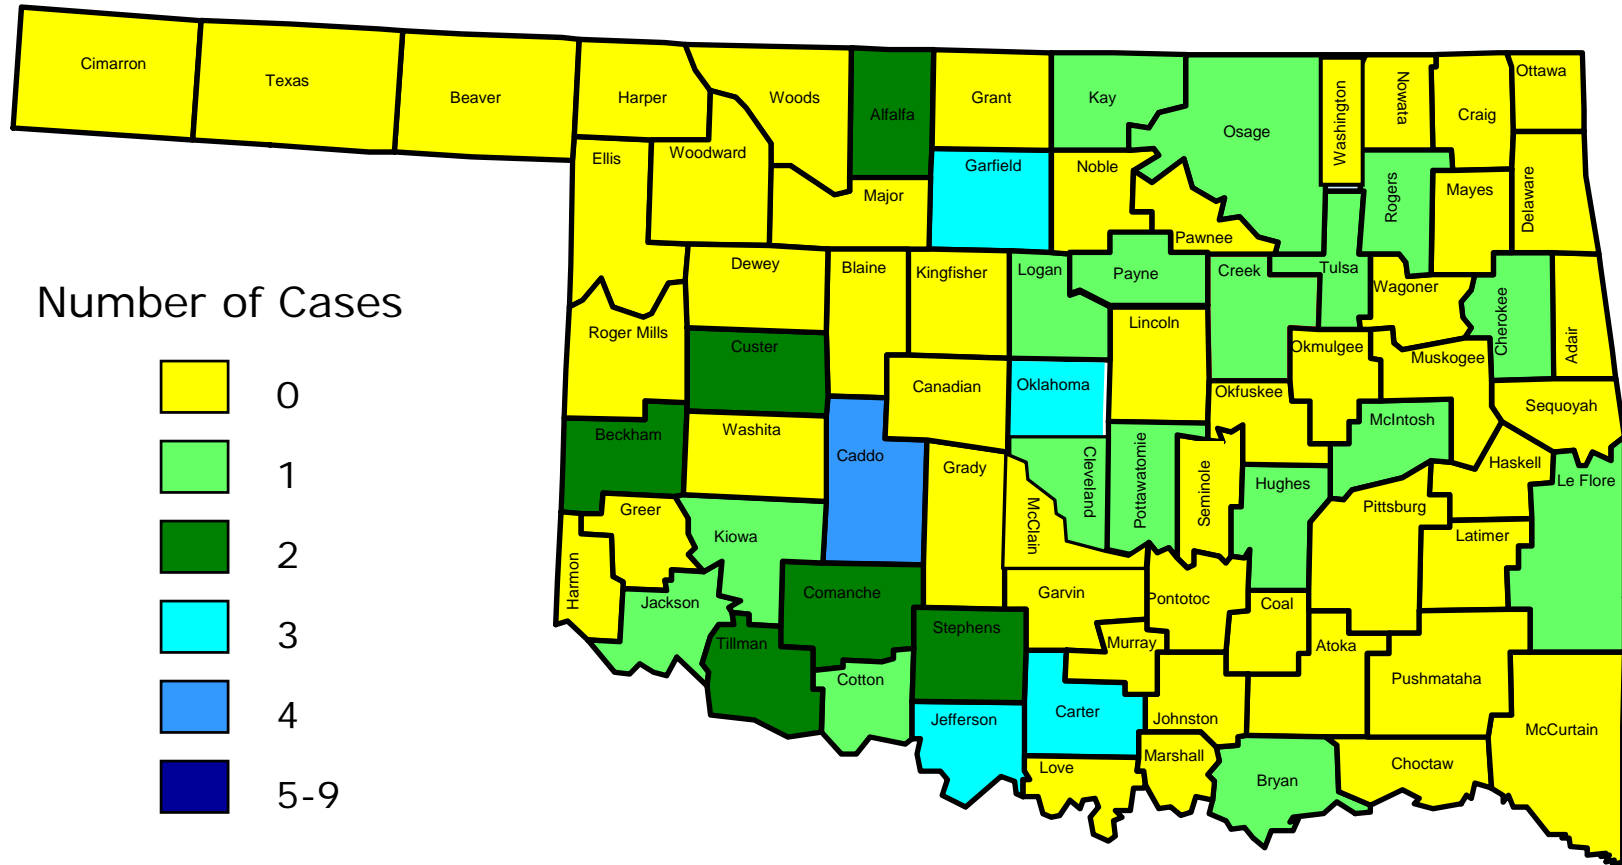 Cimarron
Texas
Beaver
Harper
Woods
Alfalfa
Grant
Kay
Osage
Washington
Nowata
Craig
Ottawa
Ellis
Woodward
Major
Garfield
Noble
Pawnee
Rogers
Mayes
Delaware
Dewey
Blaine
Kingfisher
Logan
Payne
Creek
Tulsa
Wagoner
Cherokee
Adair
Number of Cases
0
1
2
3
4
5-9
Roger Mills
Custer
Canadian
Oklahoma
Lincoln
Okmulgee
Muskogee
Okfuskee
Sequoyah
Beckham
Washita
Caddo
Grady
McClain
Cleveland
Pottawatomie
Seminole
Hughes
McIntosh
Haskell
Le Flore
Pittsburg
Latimer
Greer
Harmon
Kiowa
Jackson
Comanche
Tillman
Stephens
Garvin
Pontotoc
Coal
Murray
Atoka
Cotton
Pushmataha
Jefferson
Carter
Johnston
McCurtain
Love
Marshall
Bryan
Choctaw